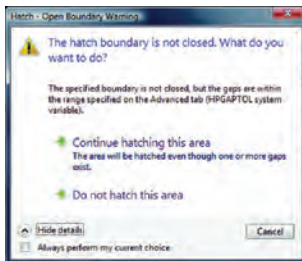 Hatch - Open Boundary Warning
The hatch boundary is not closed. What do you
want to do?
The specified boundary is not closed, but the gaps are within
the range specified on the Advanced tab (HPGAPTOL system
variable).
Continue hatching this area
The area will be hatched even though one or more gaps
exist.
Do not hatch this area
Hide details
Cancel
Always perform my current choice